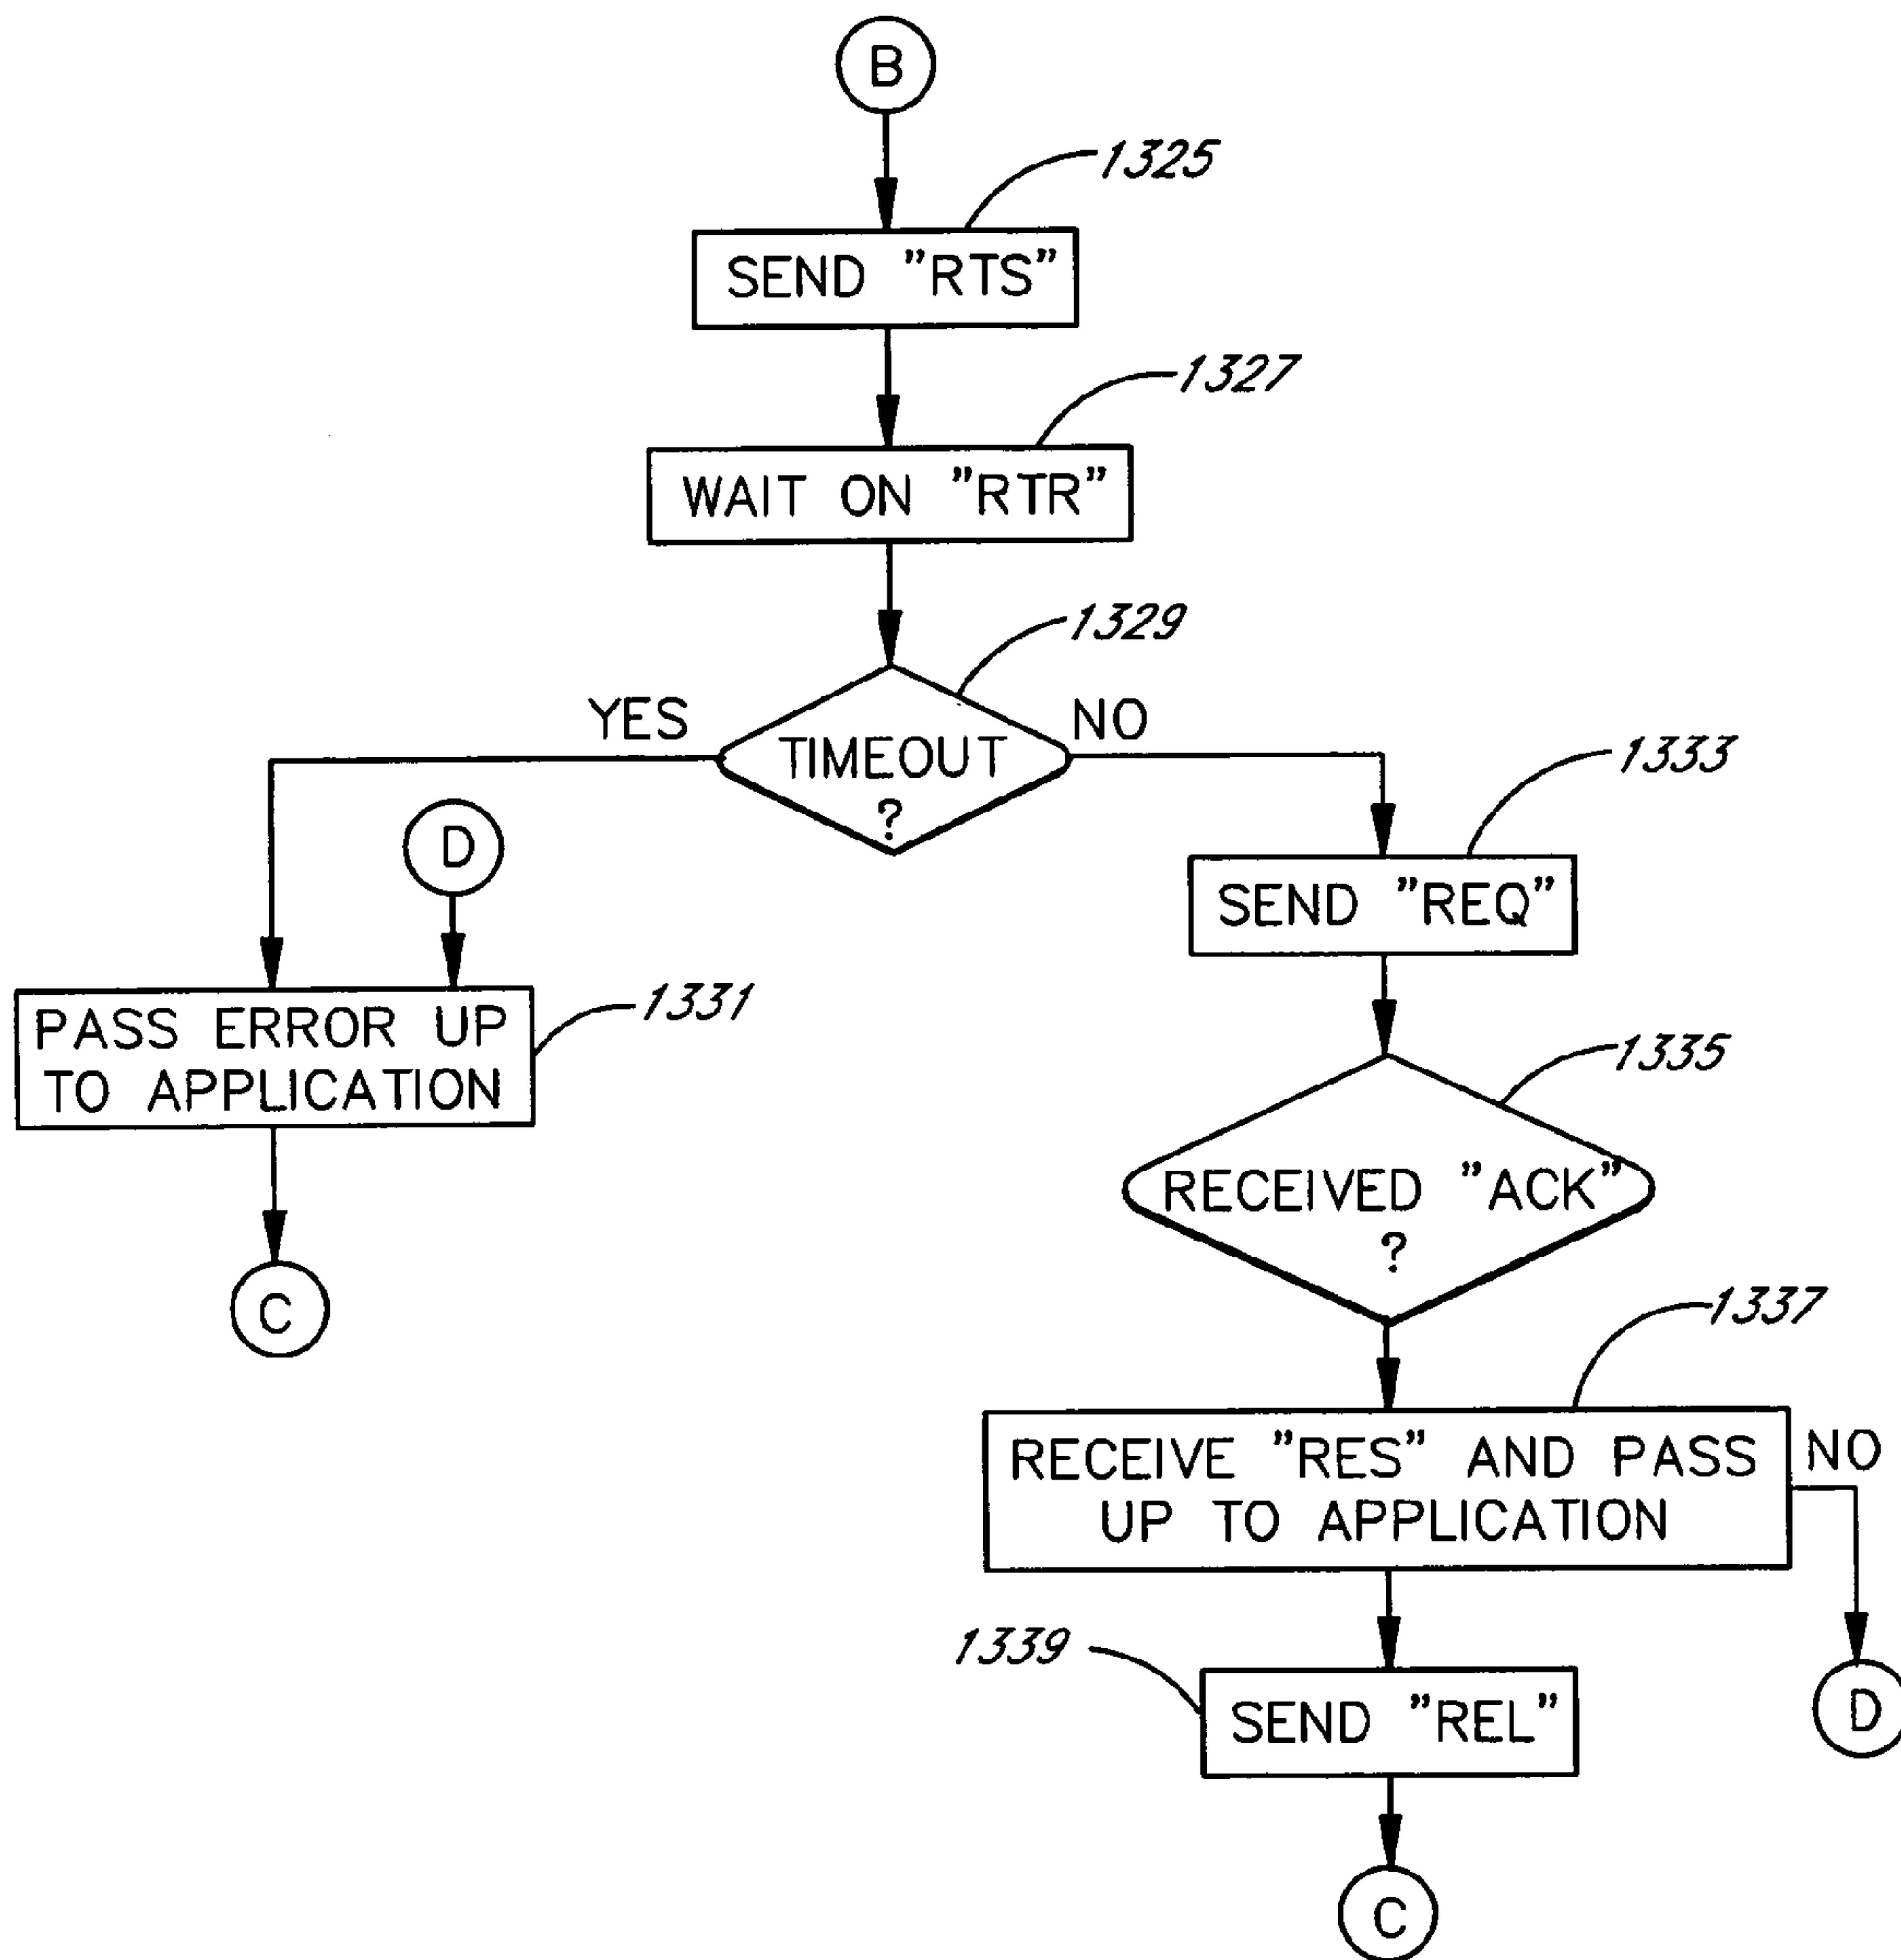 B
1325
SEND "RTS"
1327
WAIT ON "RTR"
1329
YES
NO
TIMEOUT
?
1333
D
SEND "REQ"
1331
PASS ERROR UP
TO APPLICATION
1335
RECEIVED "ACK"
?
C
1337
RECEIVE "RES" AND PASS
UP TO APPLICATION
NO
1339
SEND "REL"
D
C